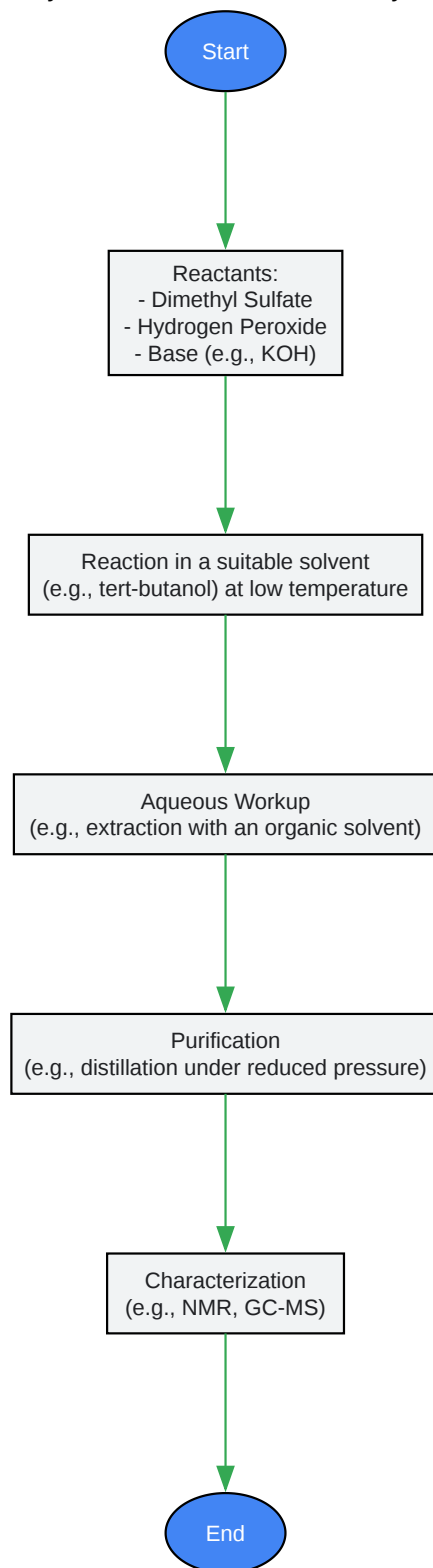 Start
Reactants:
- Dimethyl Sulfate
- Hydrogen Peroxide
- Base (e.g., KOH)
Reaction in a suitable solvent
(e.g., tert-butanol) at low temperature
Aqueous Workup
(e.g., extraction with an organic solvent)
Purification
(e.g., distillation under reduced pressure)
Characterization
(e.g., NMR, GC-MS)
End